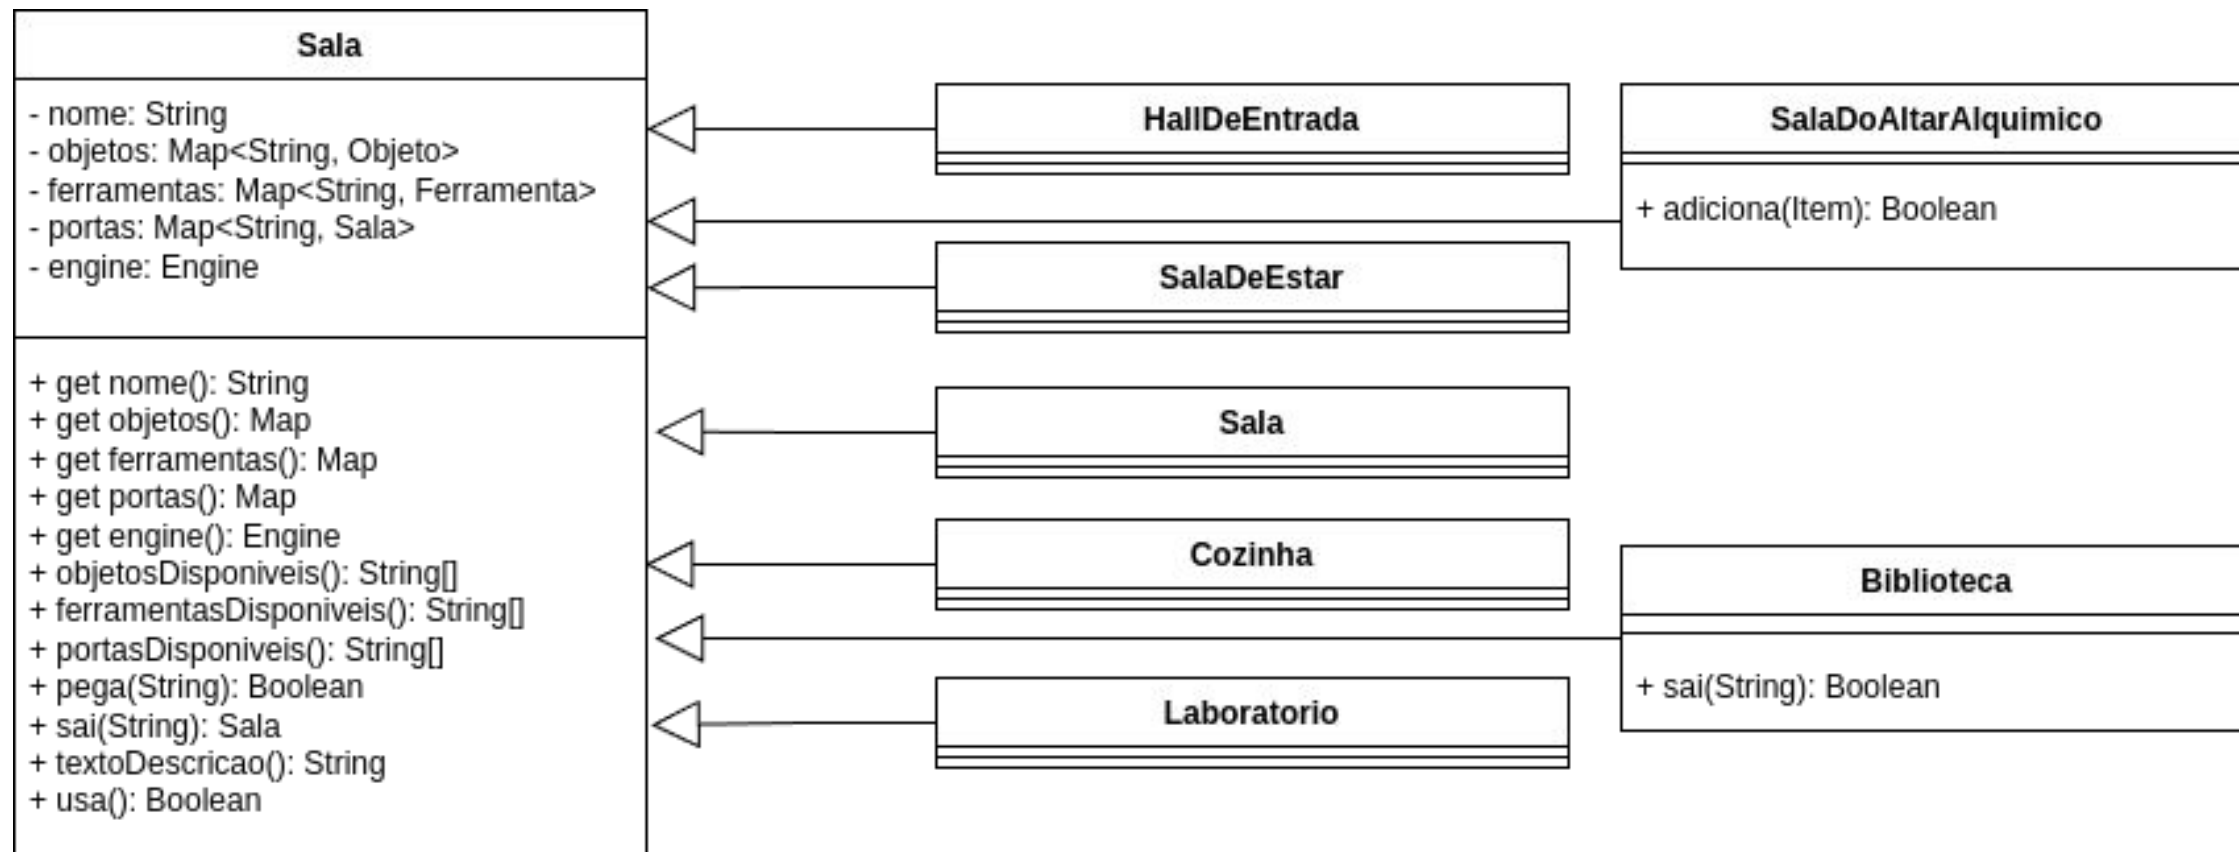 Sala
- nome: String
- objetos: Map<String, Objeto>
- ferramentas: Map<String, Ferramenta>
- portas: Map<String, Sala>
- engine: Engine
+ get nome(): String
+ get objetos(): Map
+ get ferramentas(): Map
+ get portas(): Map
+ get engine(): Engine
+ objetosDisponiveis(): String[]
+ ferramentasDisponiveis(): String[]
+ portasDisponiveis(): String[]
+ pega(String): Boolean
+ sai(String): Sala
+ textoDescricao(): String
+ usa(): Boolean
HallDeEntrada
SalaDeEstar
Sala
Cozinha
Laboratorio
SalaDoAltarAlquimico
+ adiciona(Item): Boolean
Biblioteca
+ sai(String): Boolean